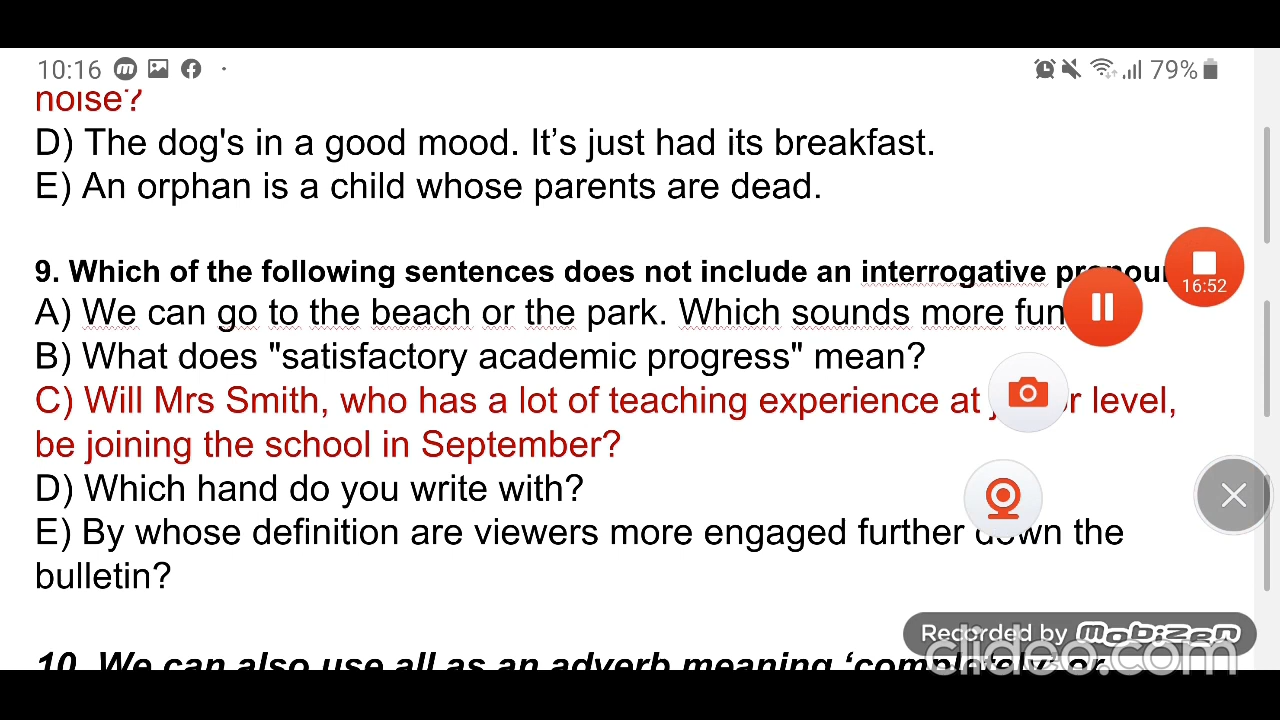 10:16 79%
noise?
D) The dog's in a good mood. It’s just had its breakfast.
E) An orphan is a child whose parents are dead.
9. Which of the following sentences does not include an interrogative
16:52
A) We can go to the beach or the park. Which sounds more fun
B) What does "satisfactory academic progress" mean?
C) Will Mrs Smith, who has a lot of teaching experience at level,
be joining the school in September?
D) Which hand do you write with?
E) By whose definition are viewers more engaged further down the
bulletin?
Recorded by Mobizen
clideo.com
10. We can also use all as an adverb meaning ‘completely’ or